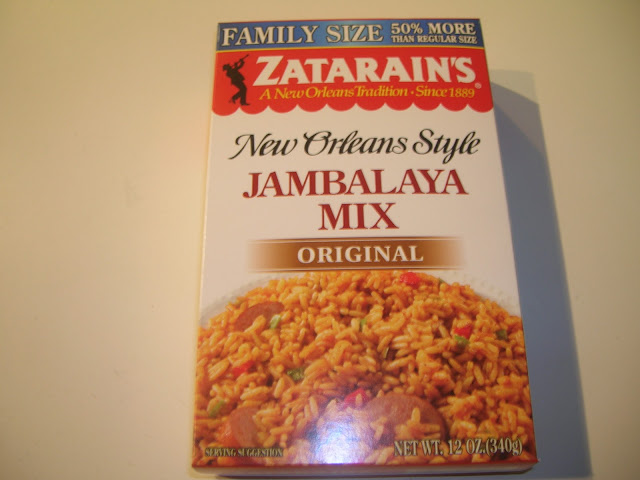 FAMILY SIZE 50% MORE
THAN REGULAR SIZE
ZATARAIN'S®
A New Orleans Tradition · Since 1889
New Orleans Style
JAMBALAYA
MIX
ORIGINAL
SERVING SUGGESTION
NET WT. 12 OZ.(340g)